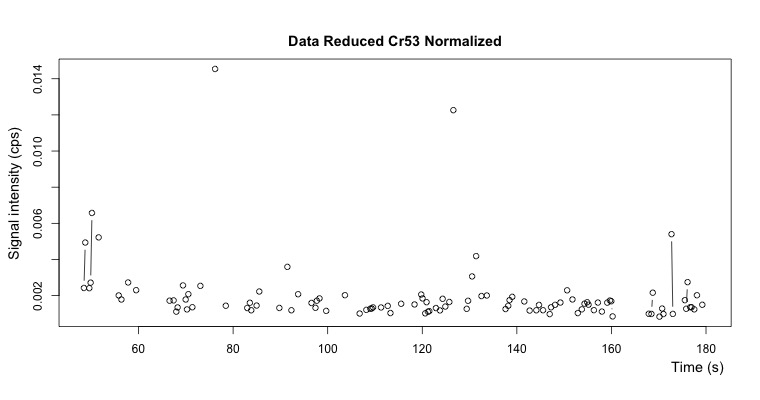 Data Reduced Cr53 Normalized
Signal intensity (cps)
0.014
0.010
0.006
0.002
60 80 100 120 140 160 180
Time (s)